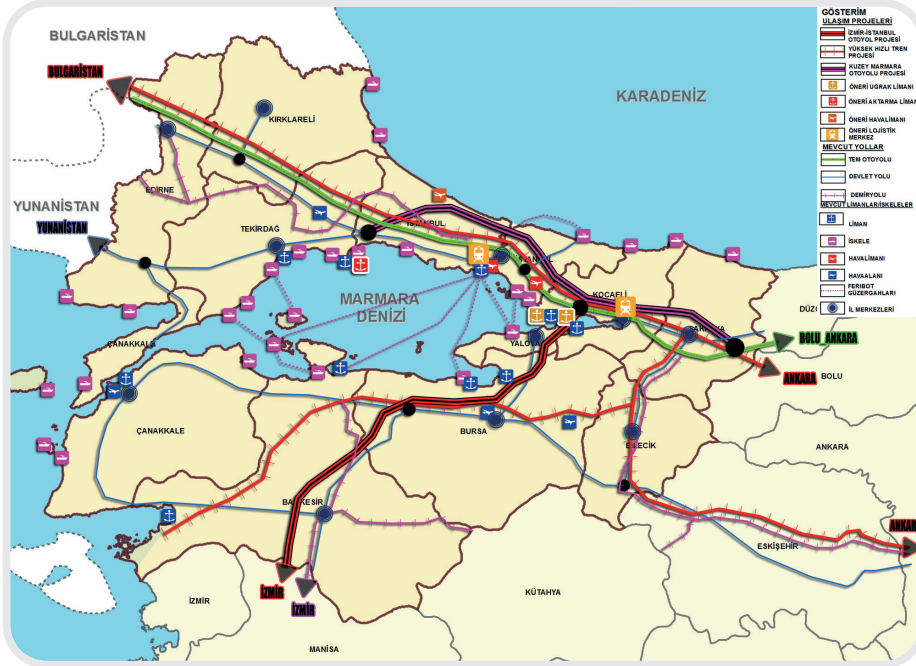 BULGARİSTAN
BULGARİSTAN
KIRKLARELİ
KARADENİZ
EDİRNE
YUNANİSTAN
YUNANİSTAN
TEKİRDAĞ
İSTANBUL
MARMARA
DENİZİ
KOCAELİ
YALOVA
SAKARYA
BOLU_ANKARA
ANKARA
BOLU
ÇANAKKALE
ÇANAKKALE
BURSA
BİLECİK
ANKARA
BALIKESİR
ESKİŞEHİR
İZMİR
İZMİR
İZMİR
KÜTAHYA
MANİSA
GÖSTERİM
ULAŞIM PROJELERİ
İZMİR-İSTANBUL
OTOYOL PROJESİ
YÜKSEK HIZLI TREN
PROJESİ
KUZEY MARMARA
OTOYOLU PROJESİ
ÖNERİ UĞRAK LİMANI
ÖNERİ AKTARMA LİMAN
ÖNERİ HAVALİMANI
ÖNERİ LOJİSTİK
MERKEZ
MEVCUT YOLLAR
TEM OTOYOLU
DEVLET YOLU
DEMİRYOLU
MEVCUT LİMANLAR/İSKELELER
LİMAN
İSKELE
HAVALİMANI
HAVAALANI
FERIBOT
GÜZERGAHLARI
İL MERKEZLERİ